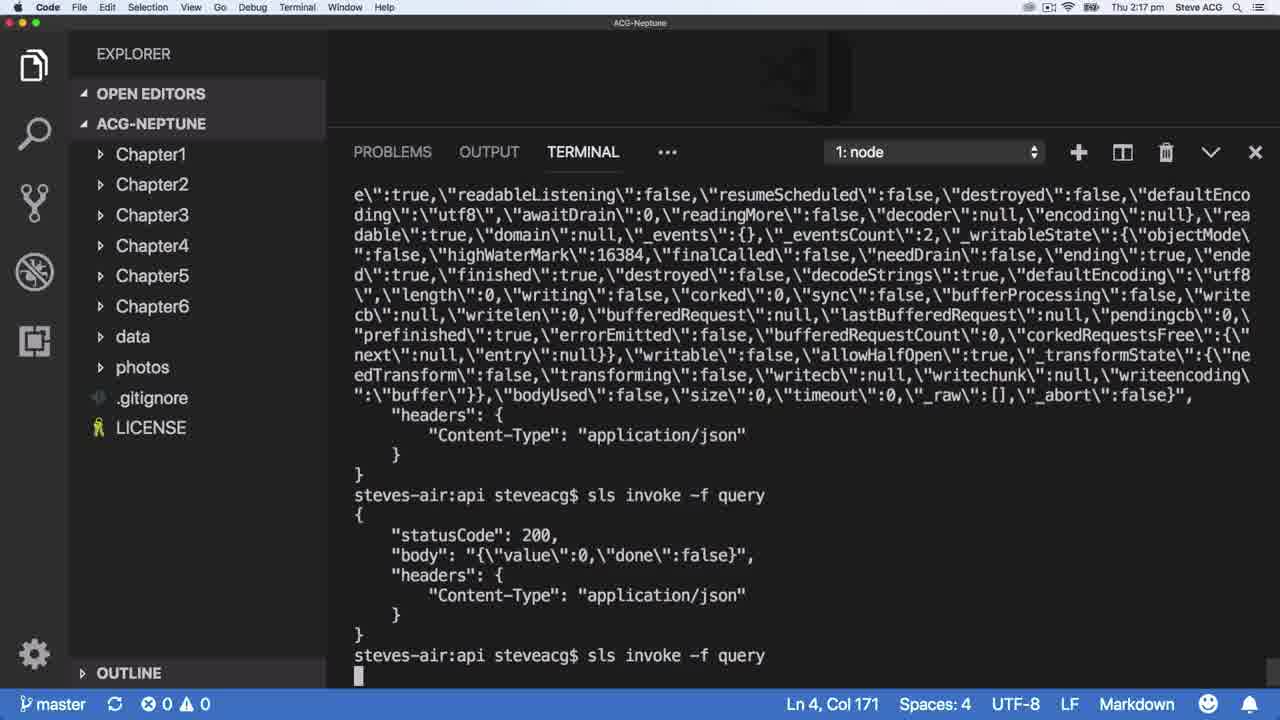 Code File Edit Selection View Go Debug Terminal Window Help Thu 2:17 pm Steve ACG
ACG-Neptune
EXPLORER
OPEN EDITORS
ACG-NEPTUNE
Chapter1
Chapter2
Chapter3
Chapter4
Chapter5
Chapter6
data
photos
.gitignore
LICENSE
OUTLINE
PROBLEMS OUTPUT TERMINAL ••• 1: node
e\":true,\"readableListening\":false,\"resumeScheduled\":false,\"destroyed\":false,\"defaultEnco
ding\":\"utf8\",\"awaitDrain\":0,\"readingMore\":false,\"decoder\":null,\"encoding\":null},\"rea
dable\":true,\"domain\":null,\"_events\":{},\"_eventsCount\":2,\"_writableState\":{\"objectMode\
":false,\"highWaterMark\":16384,\"finalCalled\":false,\"needDrain\":false,\"ending\":true,\"ende
d\":true,\"finished\":true,\"destroyed\":false,\"decodeStrings\":true,\"defaultEncoding\":\"utf8
\",\"length\":0,\"writing\":false,\"corked\":0,\"sync\":false,\"bufferProcessing\":false,\"write
cb\":null,\"writelen\":0,\"bufferedRequest\":null,\"lastBufferedRequest\":null,\"pendingcb\":0,\
"prefinished\":true,\"errorEmitted\":false,\"bufferedRequestCount\":0,\"corkedRequestsFree\":{\"
next\":null,\"entry\":null}},\"writable\":false,\"allowHalfOpen\":true,\"_transformState\":{\"ne
edTransform\":false,\"transforming\":false,\"writecb\":null,\"writechunk\":null,\"writeencoding\
":\"buffer\"}},\"bodyUsed\":false,\"size\":0,\"timeout\":0,\"_raw\":[],\"_abort\":false}",
"headers": {
"Content-Type": "application/json"
}
}
steves-air:api steveacg$ sls invoke -f query
{
"statusCode": 200,
"body": "{\"value\":0,\"done\":false}",
"headers": {
"Content-Type": "application/json"
}
}
steves-air:api steveacg$ sls invoke -f query
master 0 0 Ln 4, Col 171 Spaces: 4 UTF-8 LF Markdown